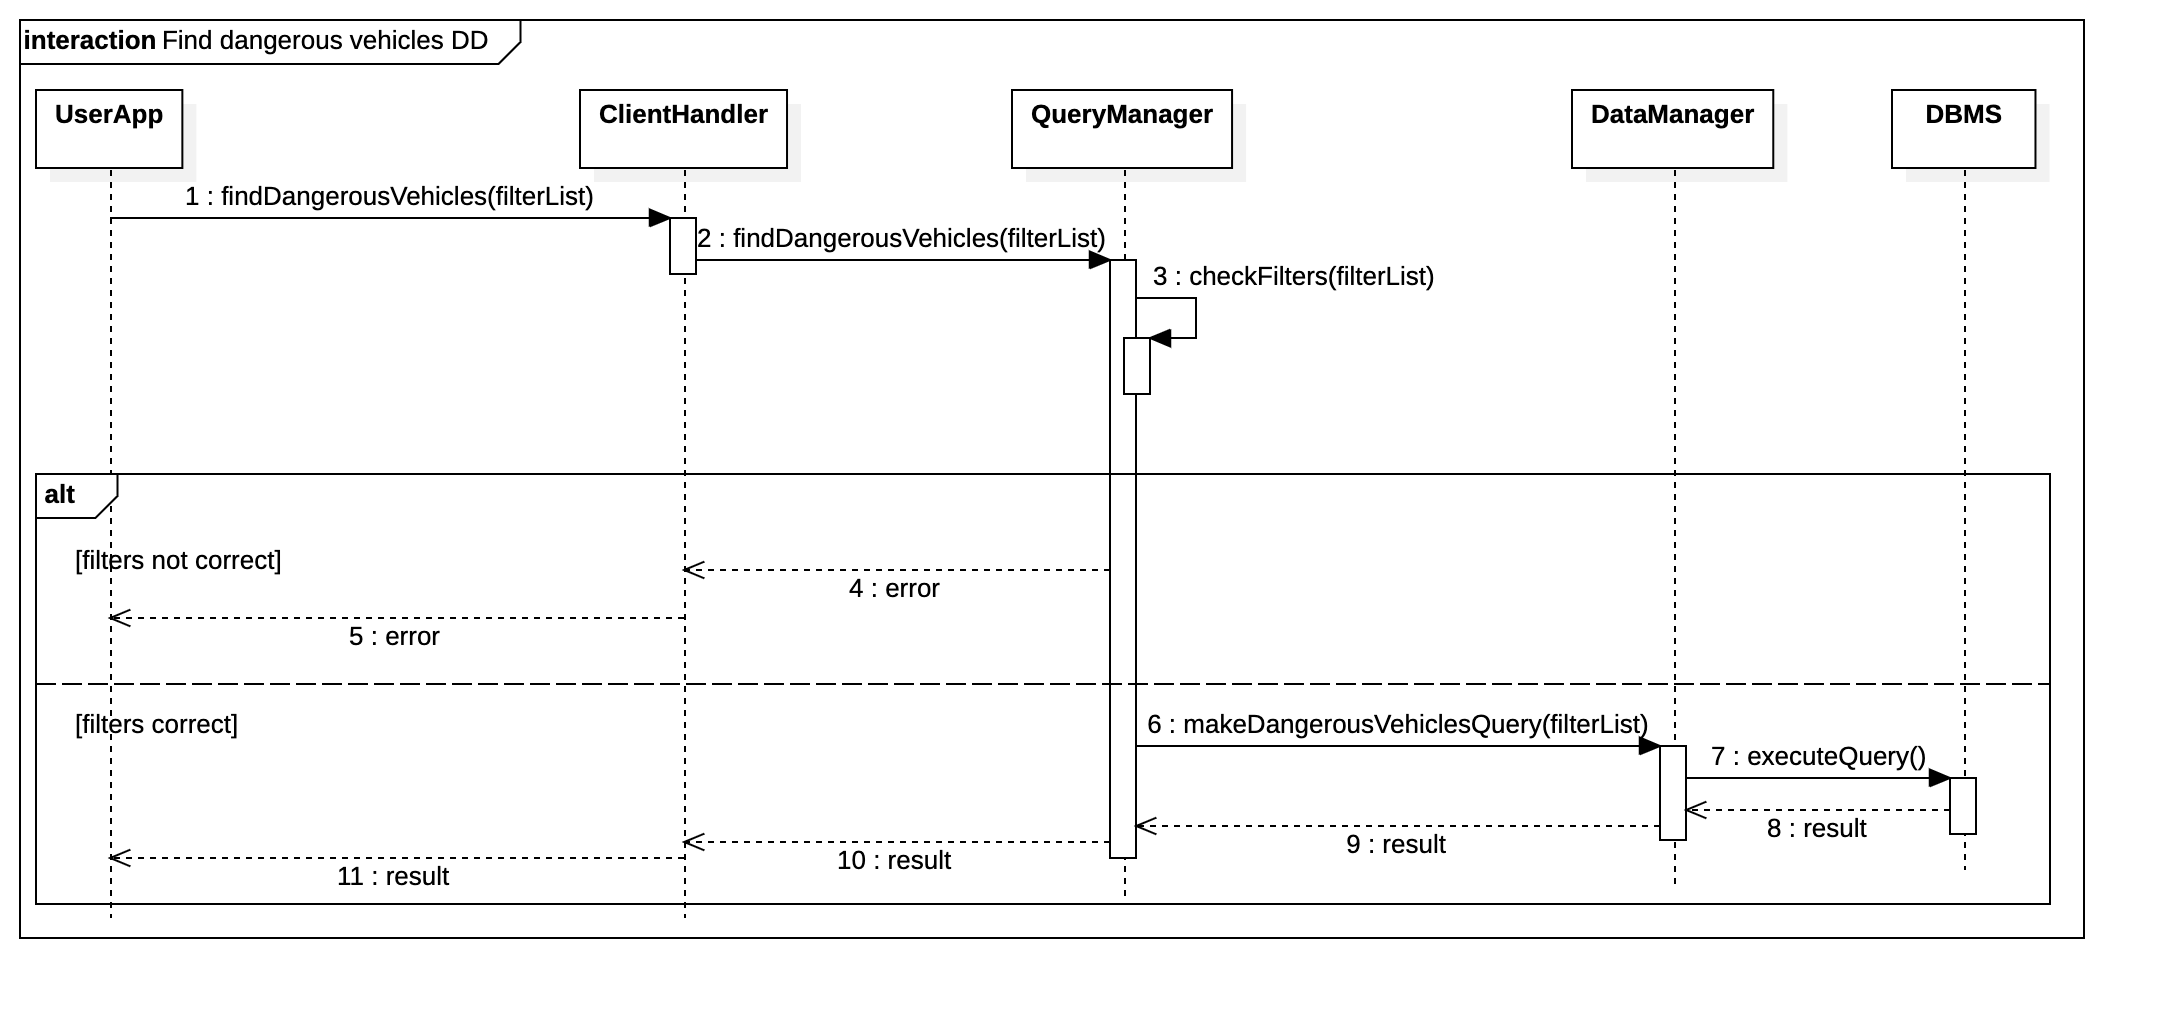 interaction Find dangerous vehicles DD
UserApp
ClientHandler
QueryManager
DataManager
DBMS
1 : findDangerousVehicles(filterList)
2 : findDangerousVehicles(filterList)
3 : checkFilters(filterList)
alt
[filters not correct]
4 : error
5 : error
[filters correct]
6 : makeDangerousVehiclesQuery(filterList)
7 : executeQuery()
8 : result
9 : result
10 : result
11 : result